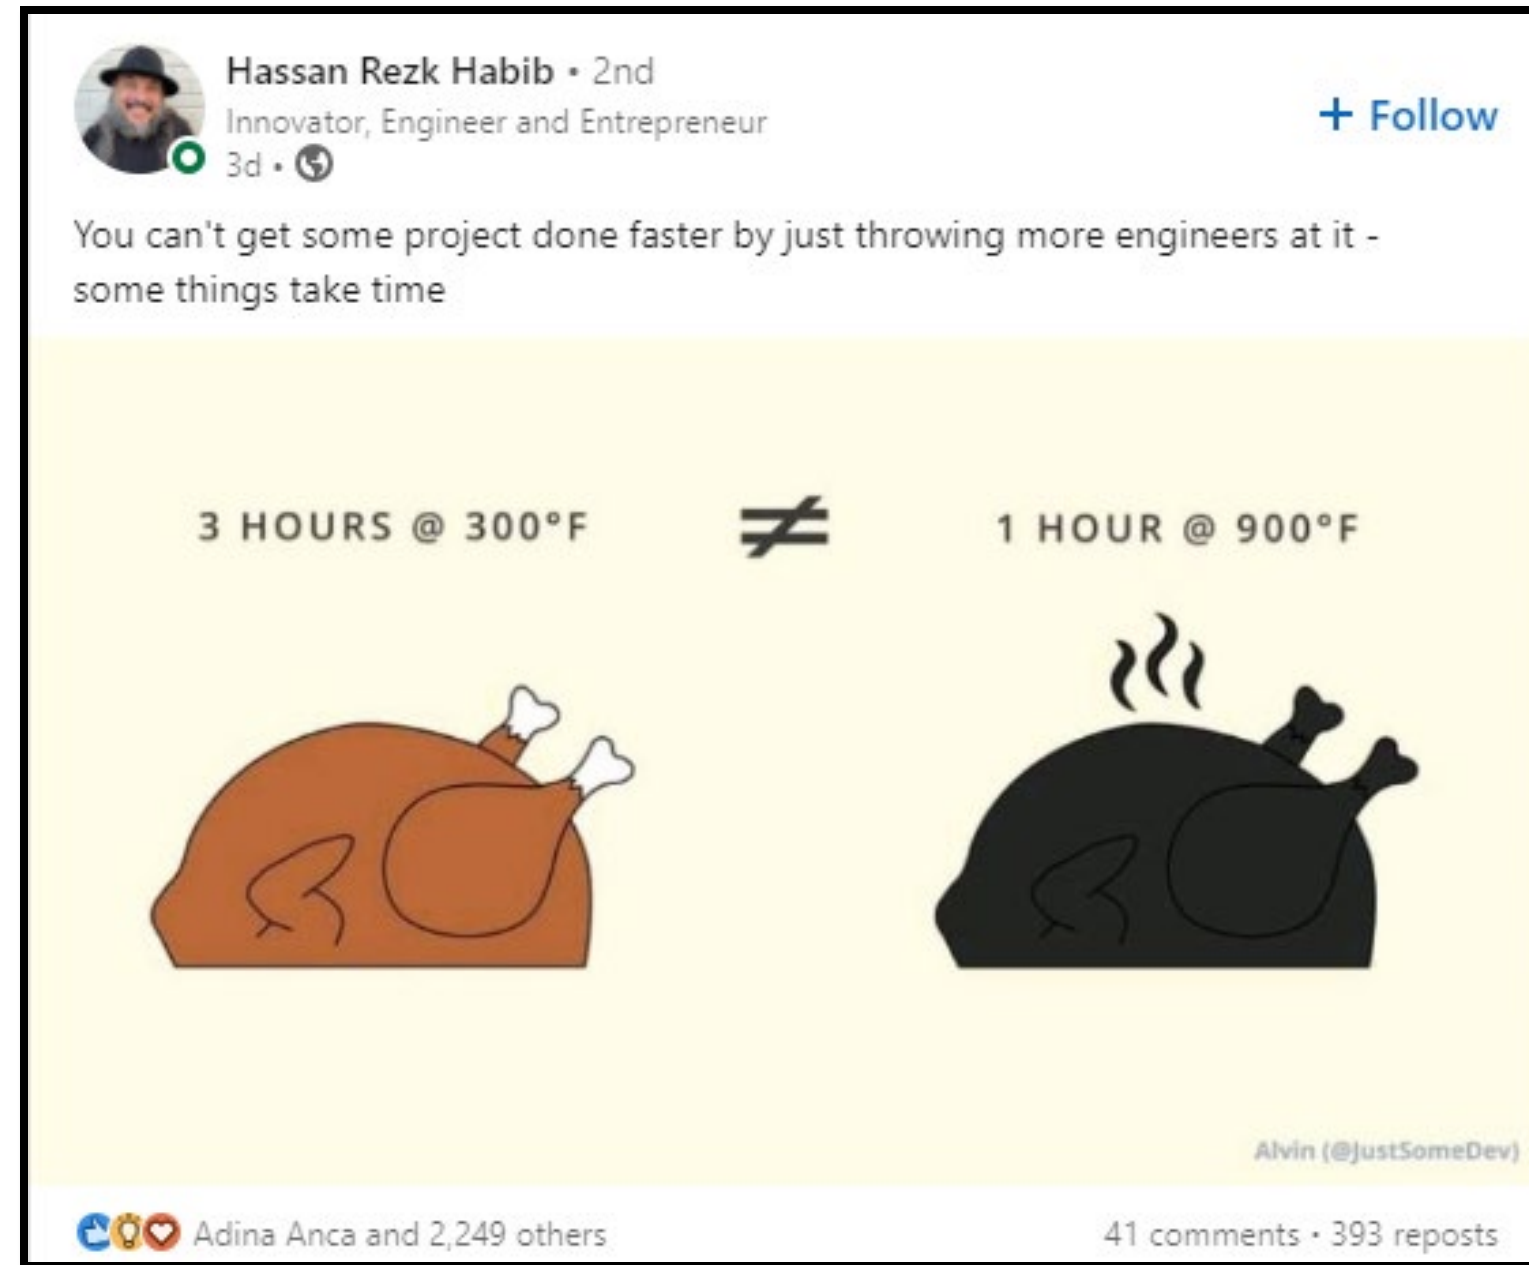 Hassan Rezk Habib • 2nd
Innovator, Engineer and Entrepreneur
+ Follow
3d •
You can't get some project done faster by just throwing more engineers at it -
some things take time
3 HOURS @ 300°F ≠ 1 HOUR @ 900°F
Alvin (@JustSomeDev)
Adina Anca and 2,249 others
41 comments • 393 reposts